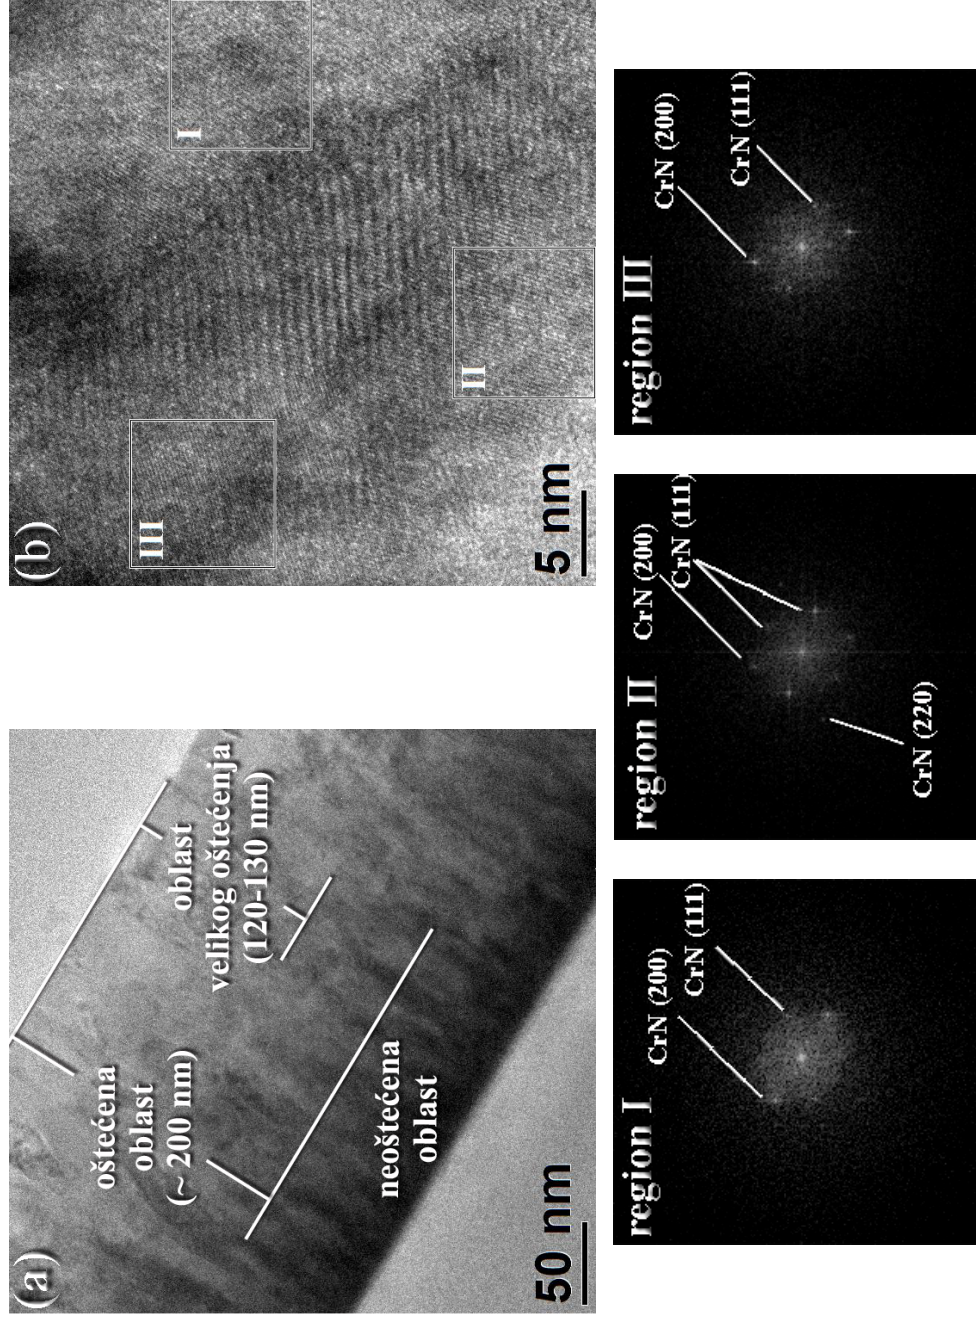 (a)
oštećena
oblast
(~ 200 nm)
oblast
velikog oštećenja
(120-130 nm)
neoštećena
oblast
50 nm
(b)
I
II
III
5 nm
region I
CrN (200)
CrN (111)
region II
CrN (200)
CrN (111)
CrN (220)
region III
CrN (200)
CrN (111)